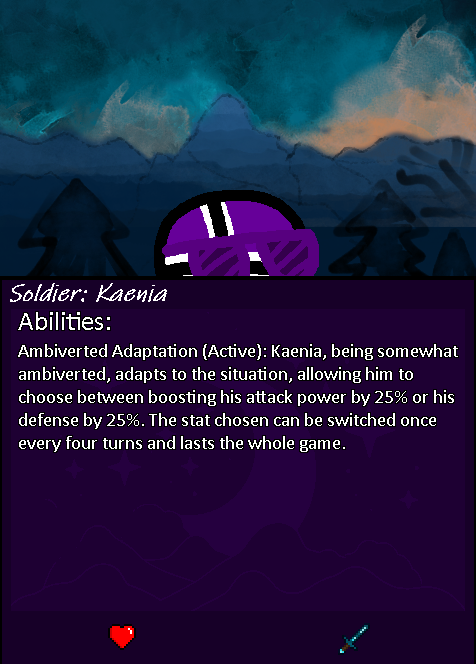 Soldier: Kaenia
Abilities:
Ambiverted Adaptation (Active): Kaenia, being somewhat
ambiverted, adapts to the situation, allowing him to
choose between boosting his attack power by 25% or his
defense by 25%. The stat chosen can be switched once
every four turns and lasts the whole game.